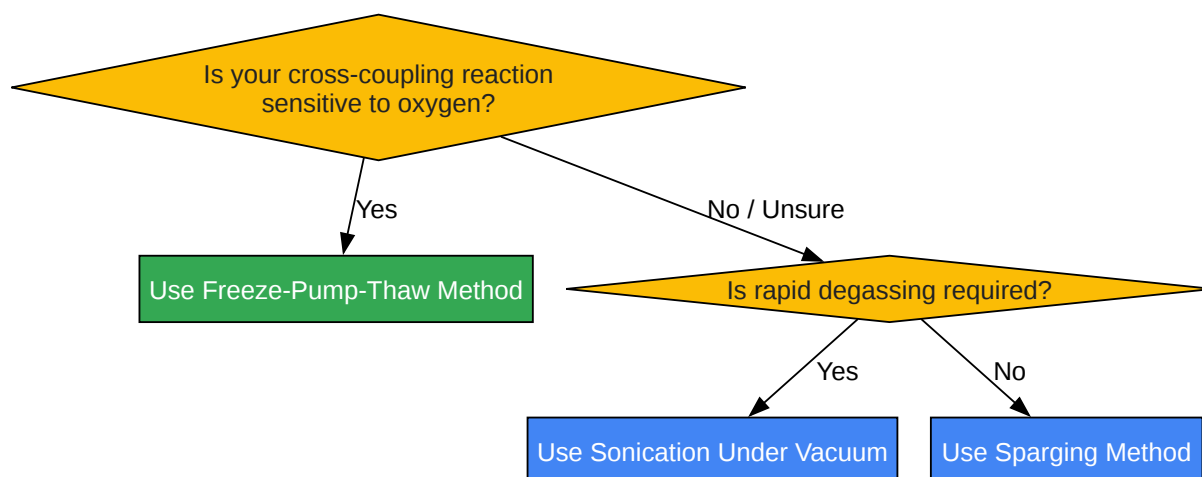 Is your cross-coupling reaction
sensitive to oxygen?
Yes
No / Unsure
Use Freeze-Pump-Thaw Method
Is rapid degassing required?
Yes
No
Use Sonication Under Vacuum
Use Sparging Method